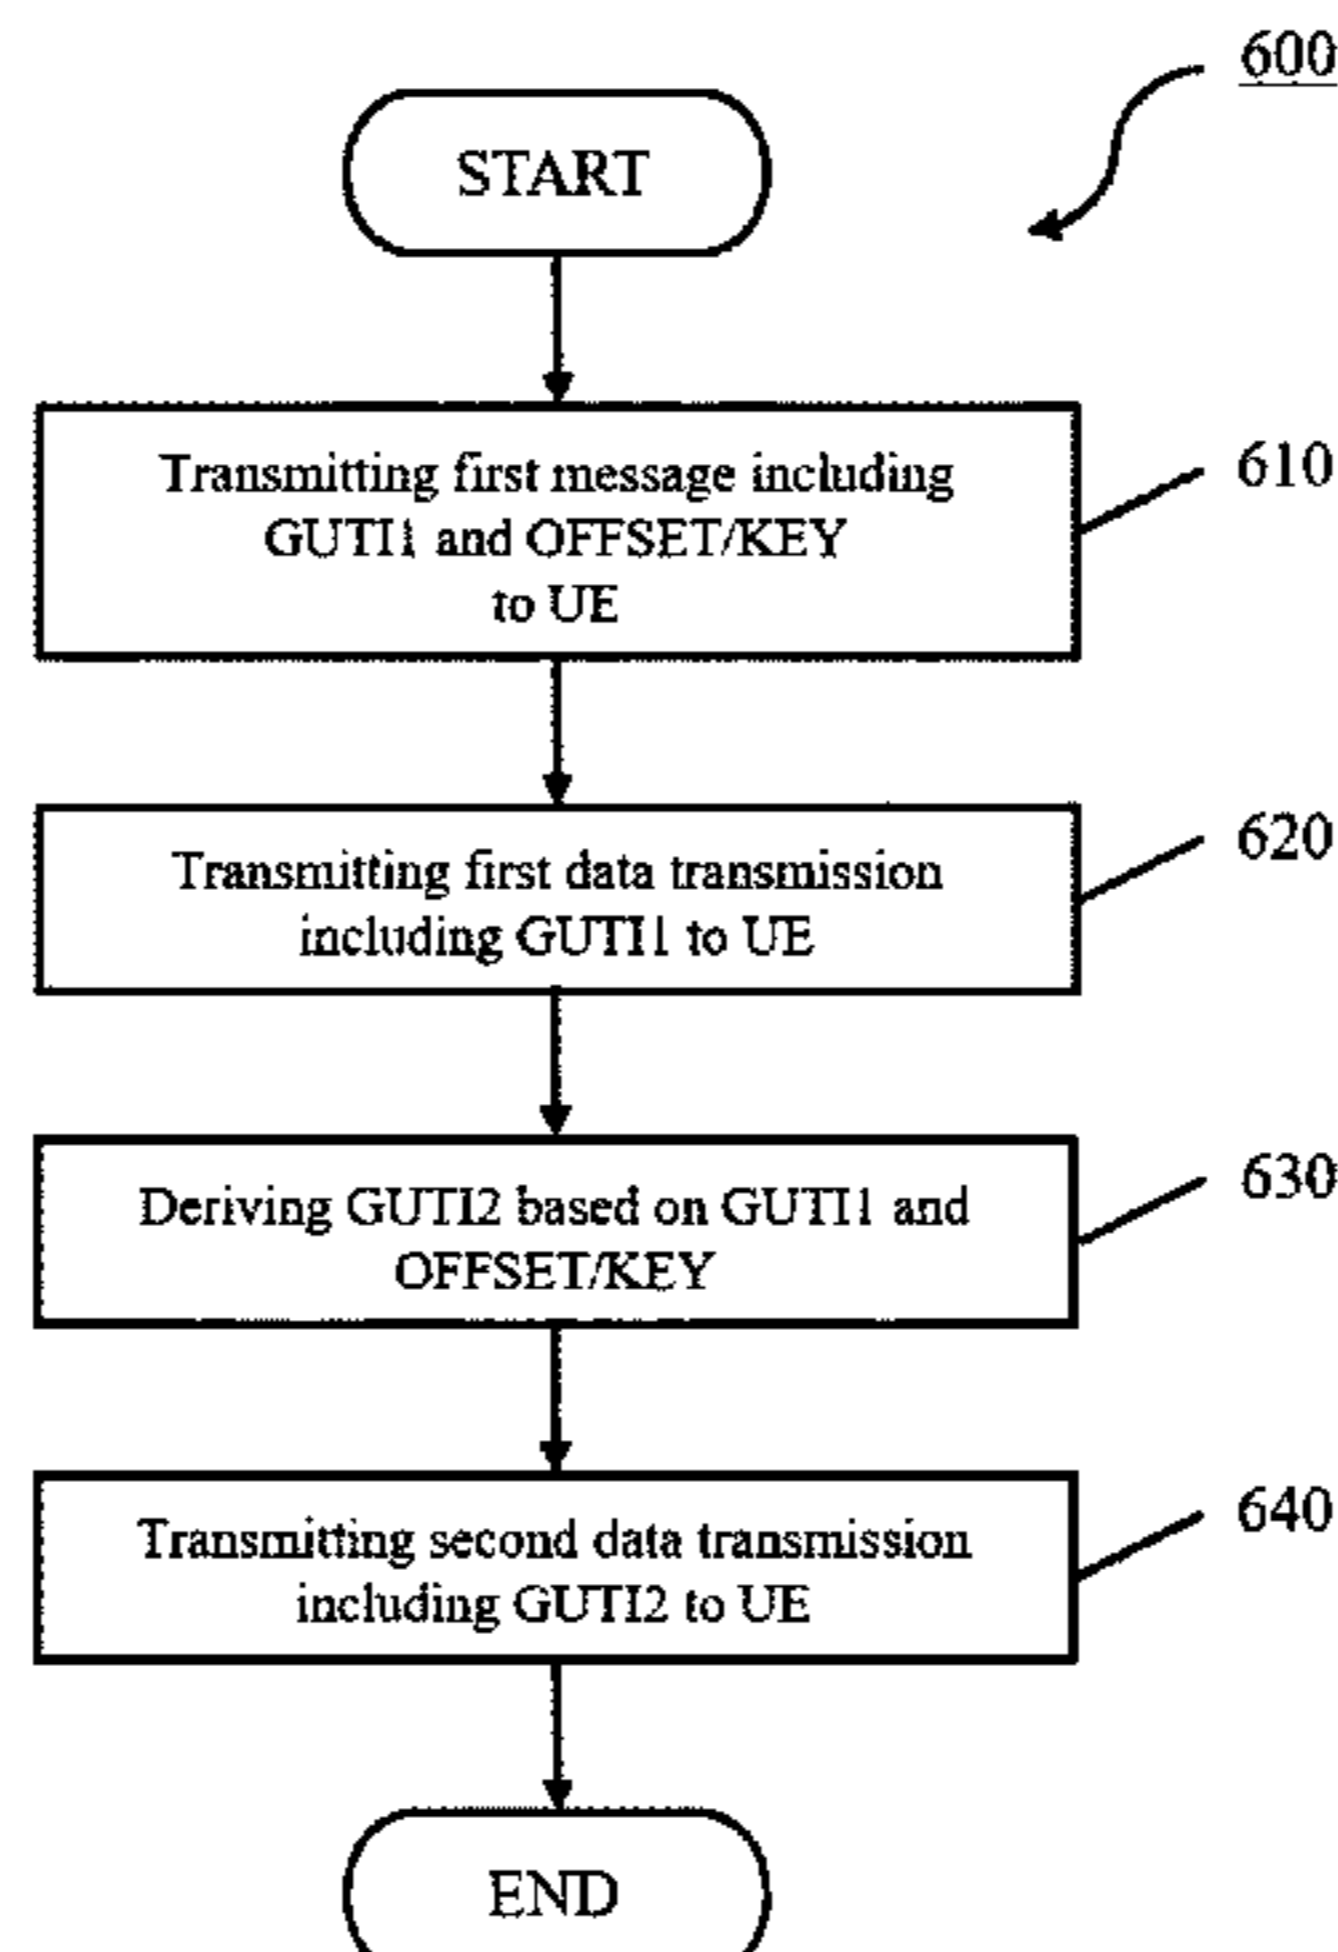 600
START
Transmitting first message including
GUTI1 and OFFSET/KEY
to UE
610
Transmitting first data transmission
including GUTI1 to UE
620
Deriving GUTI2 based on GUTI1 and
OFFSET/KEY
630
Transmitting second data transmission
including GUTI2 to UE
640
END